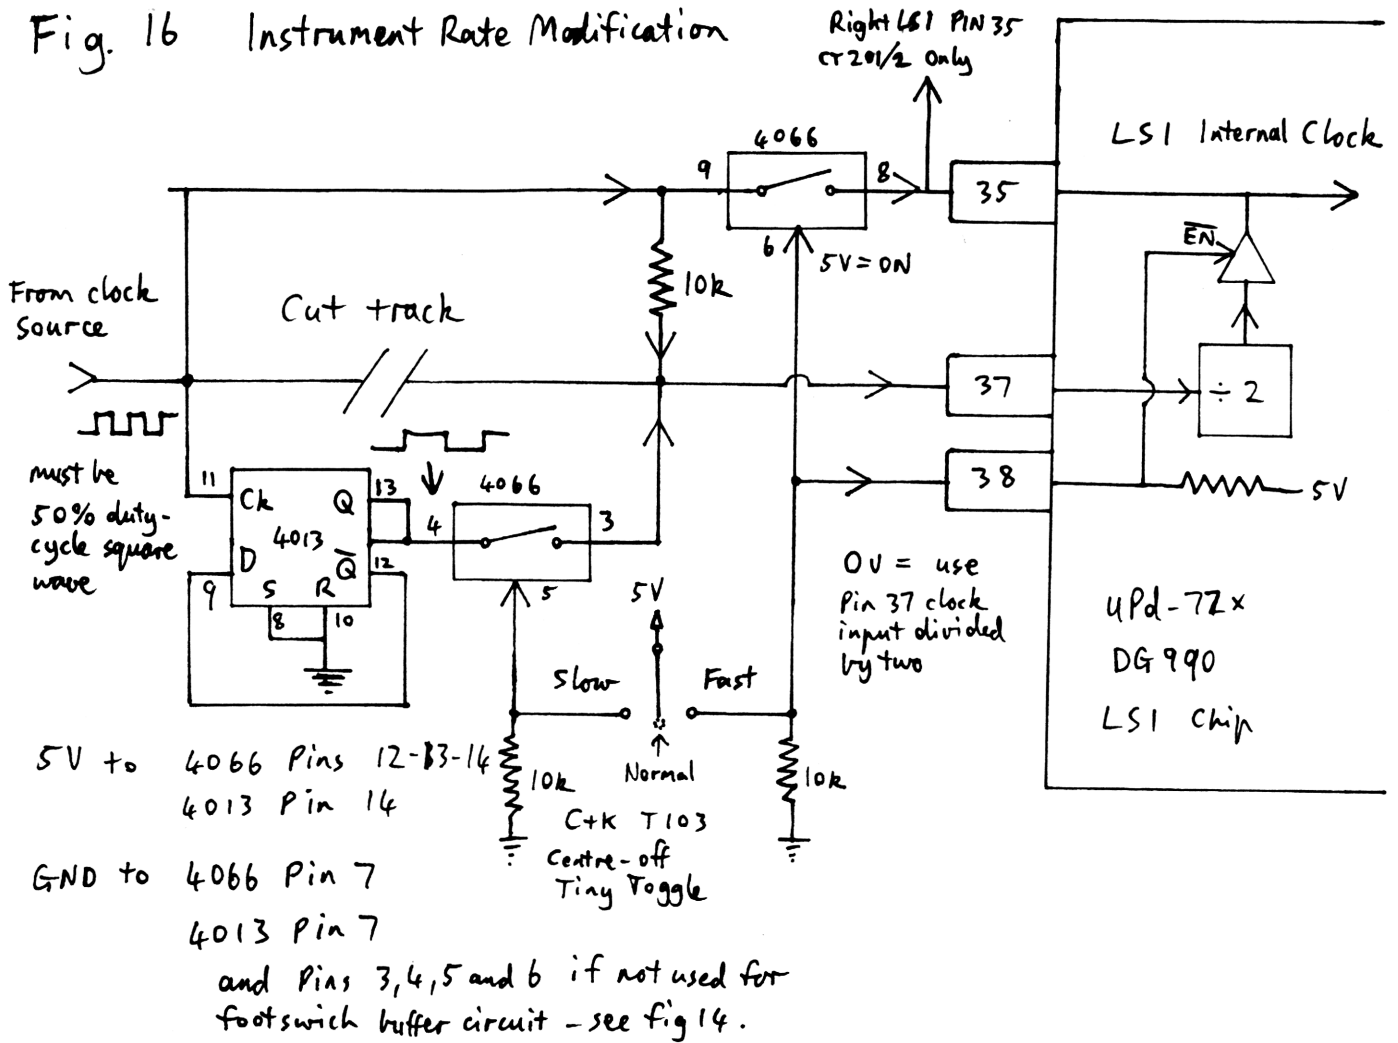 Fig. 16 Instrument Rate Modification
Right LSI PIN 35
CT201/2 Only
4066
9
8
35
LSI Internal Clock
6
5V = ON
EN
10k
From clock
source
Cut track
37
÷ 2
must be
50% duty-
cycle square
wave
11
Ck
Q
13
4013
D
Q
12
9
S
R
8
10
4066
4
3
5
38
5V
5V
0V = use
Pin 37 clock
input divided
by two
uPd-77x
DG990
LSI Chip
Slow
Fast
Normal
10k
10k
C+K T103
Centre-off
Tiny Toggle
5V to 4066 Pins 12-13-14
4013 Pin 14
GND to 4066 Pin 7
4013 Pin 7
and Pins 3,4,5 and 6 if not used for
footswich buffer circuit - see fig 14.